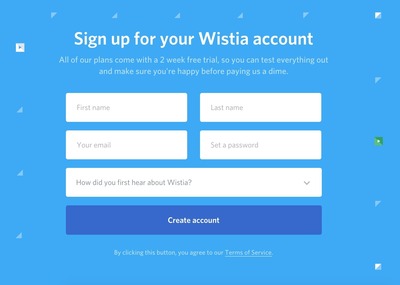 Sign up for your Wistia account
All of our plans come with a 2 week free trial, so you can test everything out
and make sure you're happy before paying us a dime.
First name
Last name
Your email
Set a password
How did you first hear about Wistia?
Create account
By clicking this button, you agree to our Terms of Service.